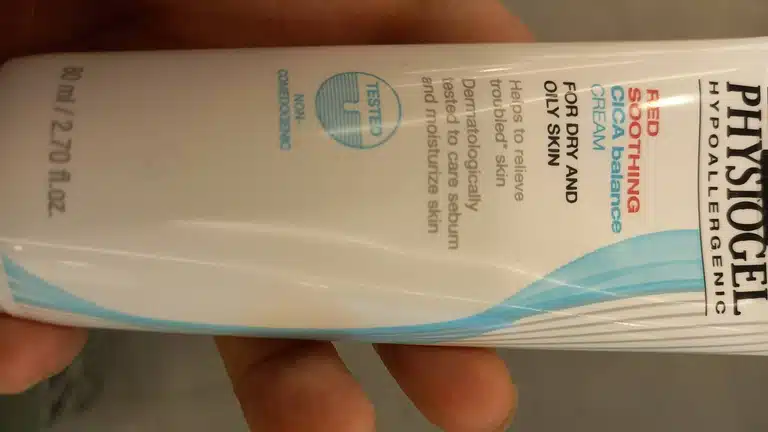 PHYSIOGEL
HYPOALLERGENIC
RED
SOOTHING
CICA balance
CREAM
FOR DRY AND
OILY SKIN
Helps to relieve
troubled* skin
Dermatologically
tested to care sebum
and moisturize skin
TESTED
NON-
COMEDOGENIC
80 ml / 2.70 fl.oz.